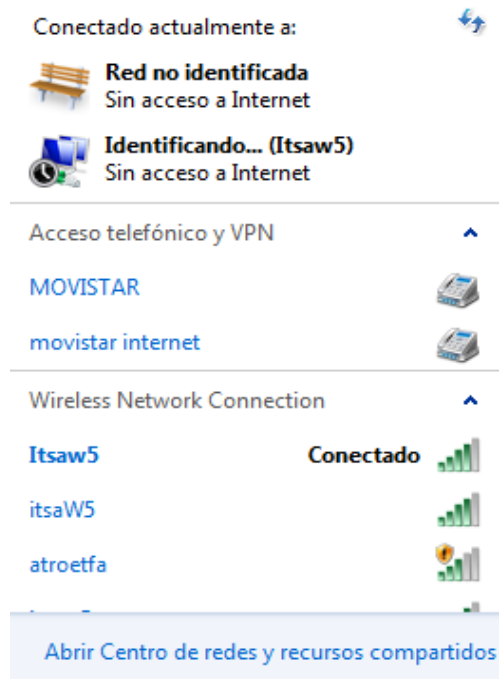 Conectado actualmente a:
Red no identificada
Sin acceso a Internet
Identificando... (Itsaw5)
Sin acceso a Internet
Acceso telefónico y VPN
MOVISTAR
movistar internet
Wireless Network Connection
Itsaw5 Conectado
itsaW5
atroetfa
Abrir Centro de redes y recursos compartidos